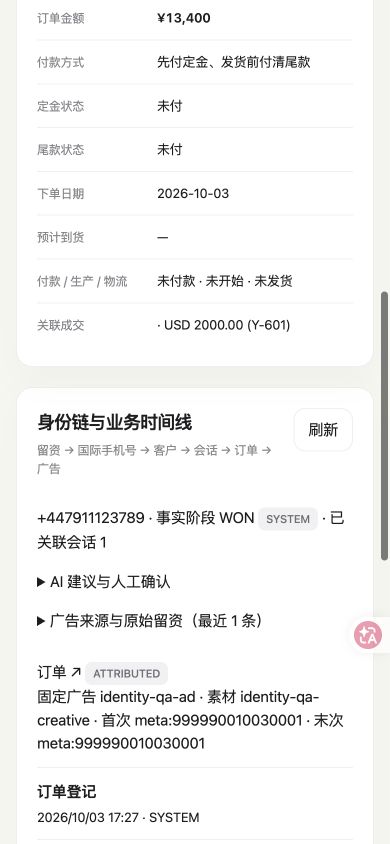 订单金额 ¥13,400
付款方式 先付定金、发货前付清尾款
定金状态 未付
尾款状态 未付
下单日期 2026-10-03
预计到货 —
付款 / 生产 / 物流 未付款 · 未开始 · 未发货
关联成交 · USD 2000.00 (Y-601)
身份链与业务时间线
刷新
留资 → 国际手机号 → 客户 → 会话 → 订单 →
广告
+447911123789 · 事实阶段 WON SYSTEM · 已
关联会话 1
▶ AI 建议与人工确认
▶ 广告来源与原始留资（最近 1 条）
订单 ↗ ATTRIBUTED
固定广告 identity-qa-ad · 素材 identity-qa-
creative · 首次 meta:999990010030001 · 末次
meta:999990010030001
订单登记
2026/10/03 17:27 · SYSTEM